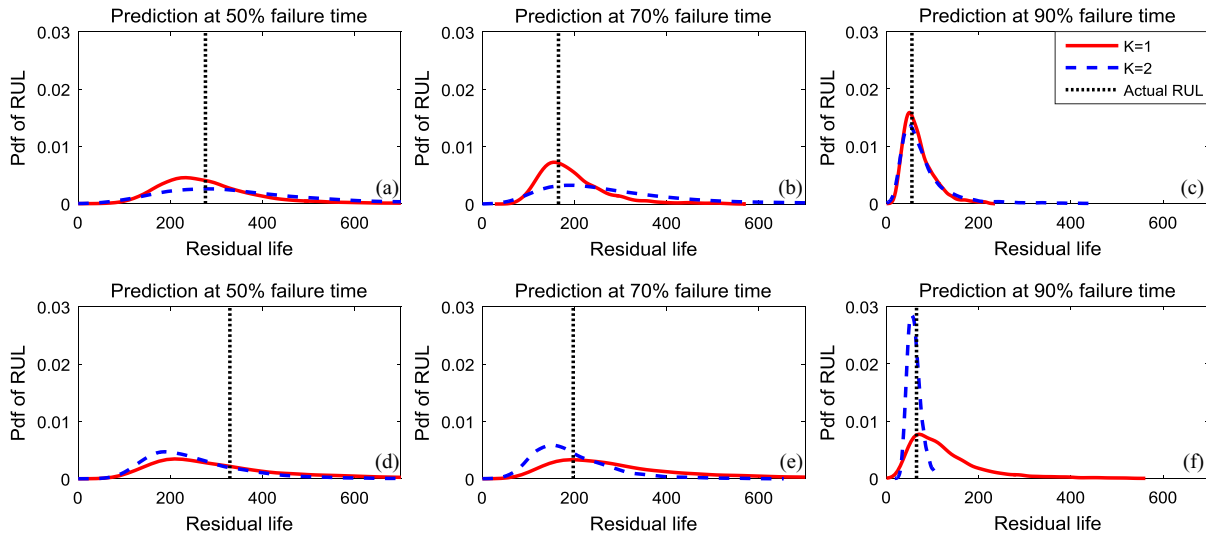 Prediction at 50% failure time
0.03
0.02
0.01
0
Pdf of RUL
(a)
0 200 400 600
Residual life
Prediction at 70% failure time
0.03
0.02
0.01
0
Pdf of RUL
(b)
0 200 400 600
Residual life
Prediction at 90% failure time
0.03
0.02
0.01
0
Pdf of RUL
K=1
K=2
Actual RUL
(c)
0 200 400 600
Residual life
Prediction at 50% failure time
0.03
0.02
0.01
0
Pdf of RUL
(d)
0 200 400 600
Residual life
Prediction at 70% failure time
0.03
0.02
0.01
0
Pdf of RUL
(e)
0 200 400 600
Residual life
Prediction at 90% failure time
0.03
0.02
0.01
0
Pdf of RUL
(f)
0 200 400 600
Residual life